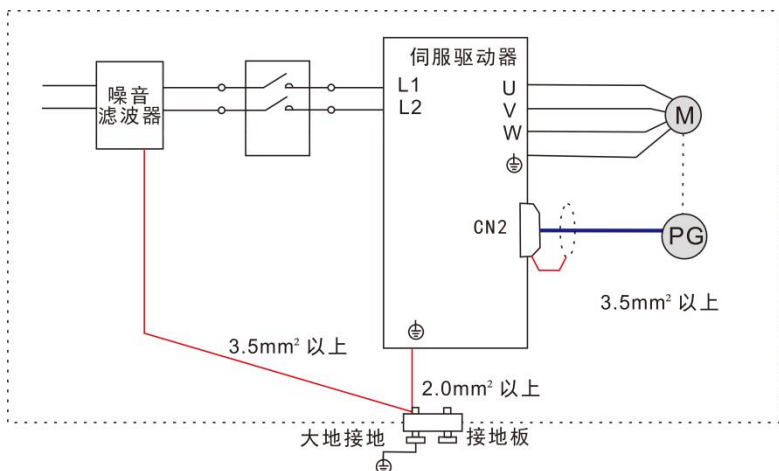 伺服驱动器
噪音
滤波器
L1
L2
U
V
W
M
CN2
PG
3.5mm² 以上
3.5mm² 以上
2.0mm² 以上
大地接地
接地板